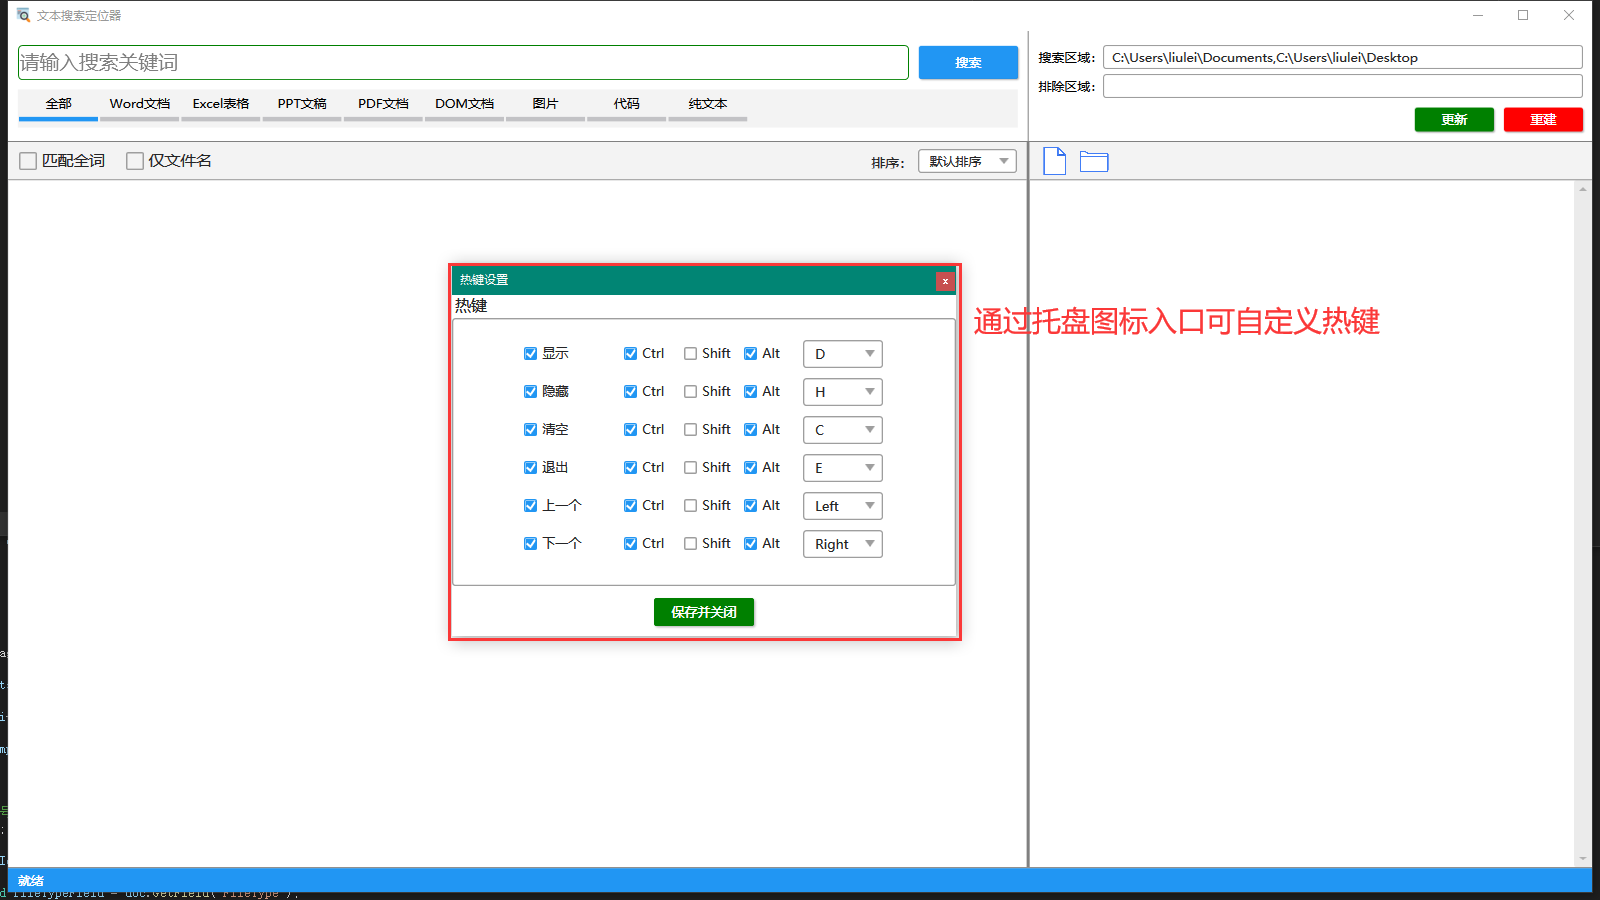 文本搜索定位器
请输入搜索关键词
搜索
全部 Word文档 Excel表格 PPT文稿 PDF文档 DOM文档 图片 代码 纯文本
匹配全词 仅文件名 排序： 默认排序
搜索区域： C:\Users\liulei\Documents,C:\Users\liulei\Desktop
排除区域：
更新 重建
热键设置 x
热键
显示 Ctrl Shift Alt D
隐藏 Ctrl Shift Alt H
清空 Ctrl Shift Alt C
退出 Ctrl Shift Alt E
上一个 Ctrl Shift Alt Left
下一个 Ctrl Shift Alt Right
保存并关闭
通过托盘图标入口可自定义热键
就绪